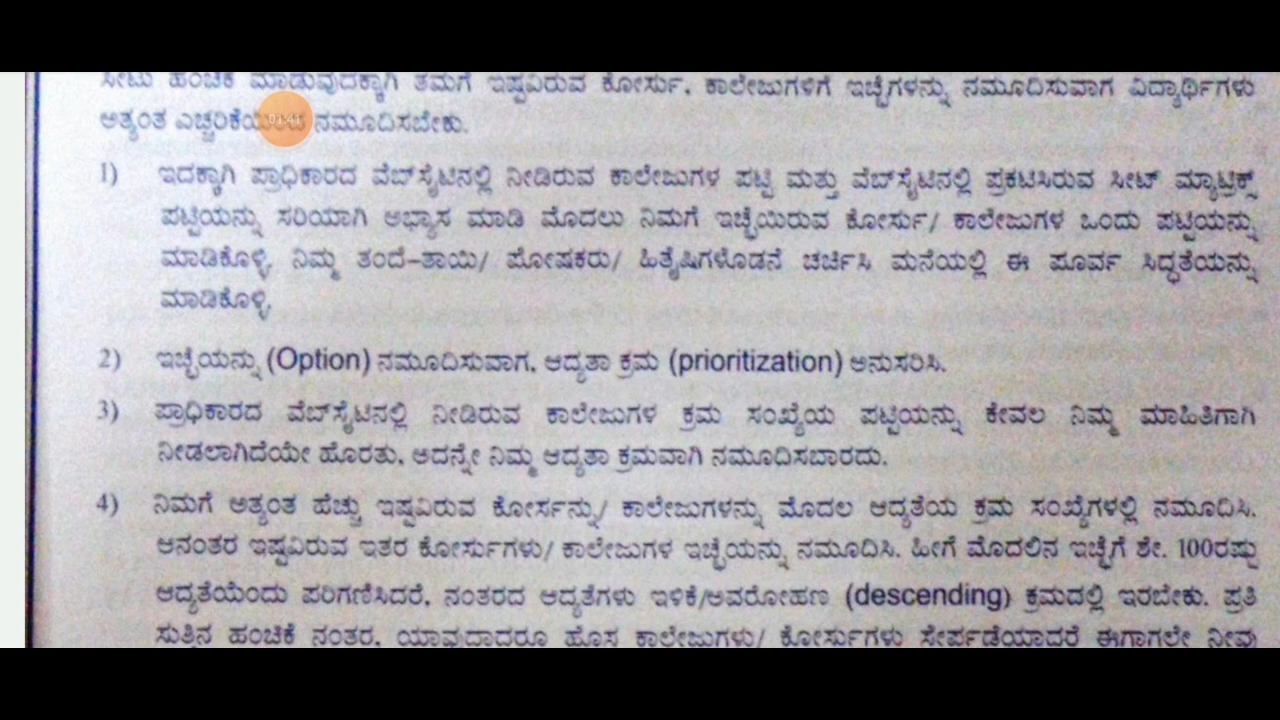 ಸೀಟು ಹಂಚಿಕೆ ಮಾಡುವುದಕ್ಕಾಗಿ ತಮಗೆ ಇಷ್ಟವಿರುವ ಕೋರ್ಸು, ಕಾಲೇಜುಗಳಿಗೆ ಇಚ್ಛೆಗಳನ್ನು ನಮೂದಿಸುವಾಗ ವಿದ್ಯಾರ್ಥಿಗಳು
ಅತ್ಯಂತ ನಮೂದಿಸಬೇಕು.
01:41
1) ಇದಕ್ಕಾಗಿ ಪ್ರಾಧಿಕಾರದ ವೆಬ್‌ಸೈಟಿನಲ್ಲಿ ನೀಡಿರುವ ಕಾಲೇಜುಗಳ ಪಟ್ಟಿ ಮತ್ತು ವೆಬ್‌ಸೈಟಿನಲ್ಲಿ ಪ್ರಕಟಿಸಿರುವ ಸೀಟ್ ಮ್ಯಾಟ್ರಿಕ್ಸ್
ಪಟ್ಟಿಯನ್ನು ಸರಿಯಾಗಿ ಅಭ್ಯಾಸ ಮಾಡಿ ಮೊದಲು ನಿಮಗೆ ಇಚ್ಛೆಯಿರುವ ಕೋರ್ಸು/ ಕಾಲೇಜುಗಳ ಒಂದು ಪಟ್ಟಿಯನ್ನು
ಮಾಡಿಕೊಳ್ಳಿ. ನಿಮ್ಮ ತಂದೆ–ತಾಯಿ/ ಪೋಷಕರು/ ಹಿತೈಷಿಗಳೊಡನೆ ಚರ್ಚಿಸಿ ಮನೆಯಲ್ಲಿ ಈ ಪೂರ್ವ ಸಿದ್ಧತೆಯನ್ನು
ಮಾಡಿಕೊಳ್ಳಿ.
2) ಇಚ್ಛೆಯನ್ನು (Option) ನಮೂದಿಸುವಾಗ, ಆದ್ಯತಾ ಕ್ರಮ (prioritization) ಅನುಸರಿಸಿ.
3) ಪ್ರಾಧಿಕಾರದ ವೆಬ್‌ಸೈಟಿನಲ್ಲಿ ನೀಡಿರುವ ಕಾಲೇಜುಗಳ ಕ್ರಮ ಸಂಖ್ಯೆಯ ಪಟ್ಟಿಯನ್ನು ಕೇವಲ ನಿಮ್ಮ ಮಾಹಿತಿಗಾಗಿ
ನೀಡಲಾಗಿದೆಯೇ ಹೊರತು, ಅದನ್ನೇ ನಿಮ್ಮ ಆದ್ಯತಾ ಕ್ರಮವಾಗಿ ನಮೂದಿಸಬಾರದು.
4) ನಿಮಗೆ ಅತ್ಯಂತ ಹೆಚ್ಚು ಇಷ್ಟವಿರುವ ಕೋರ್ಸನ್ನು/ ಕಾಲೇಜುಗಳನ್ನು ಮೊದಲ ಆದ್ಯತೆಯ ಕ್ರಮ ಸಂಖ್ಯೆಗಳಲ್ಲಿ ನಮೂದಿಸಿ.
ಆನಂತರ ಇಷ್ಟವಿರುವ ಇತರ ಕೋರ್ಸುಗಳು/ ಕಾಲೇಜುಗಳ ಇಚ್ಛೆಯನ್ನು ನಮೂದಿಸಿ. ಹೀಗೆ ಮೊದಲಿನ ಇಚ್ಛೆಗೆ ಶೇ. 100ರಷ್ಟು
ಆದ್ಯತೆಯೆಂದು ಪರಿಗಣಿಸಿದರೆ, ನಂತರದ ಆದ್ಯತೆಗಳು ಇಳಿಕೆ/ಅವರೋಹಣ (descending) ಕ್ರಮದಲ್ಲಿ ಇರಬೇಕು. ಪ್ರತಿ
ಸುತ್ತಿನ ಹಂಚಿಕೆ ನಂತರ, ಯಾವುದಾದರೂ ಹೊಸ ಕಾಲೇಜುಗಳು/ ಕೋರ್ಸುಗಳು ಸೇರ್ಪಡೆಯಾದರೆ ಈಗಾಗಲೇ ನೀವು